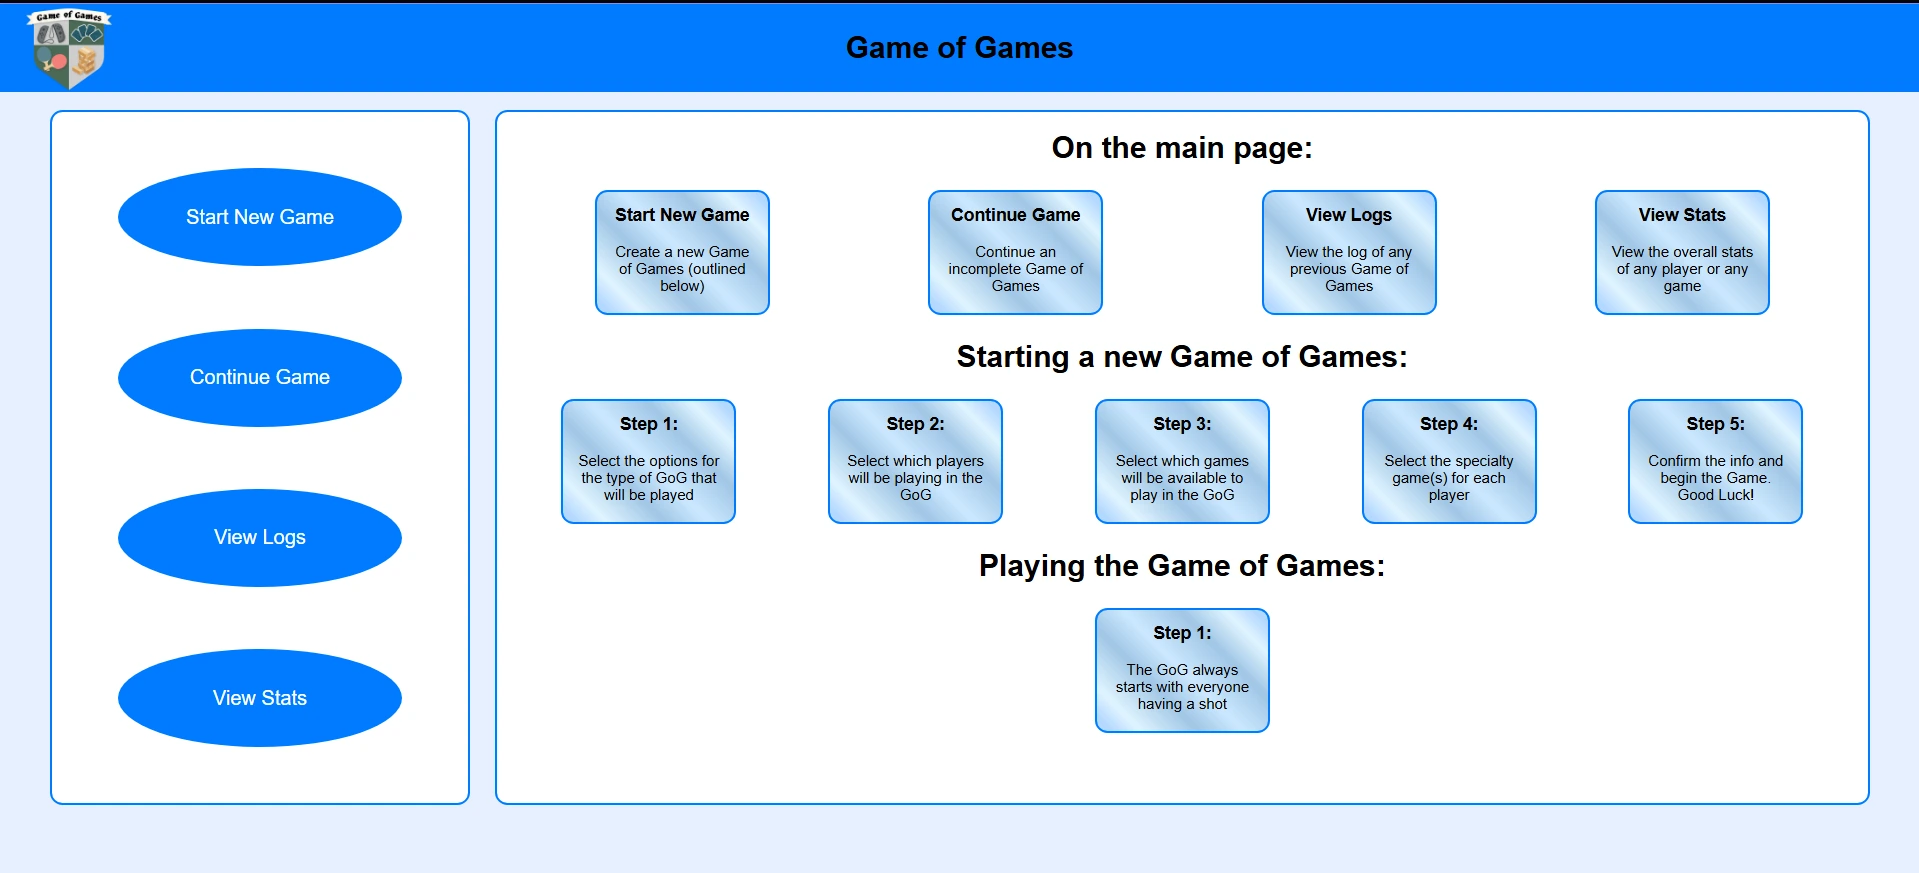 Game of Games
Game of Games
Start New Game
Continue Game
View Logs
View Stats
On the main page:
Start New Game
Create a new Game
of Games (outlined
below)
Continue Game
Continue an
incomplete Game of
Games
View Logs
View the log of any
previous Game of
Games
View Stats
View the overall stats
of any player or any
game
Starting a new Game of Games:
Step 1:
Select the options for
the type of GoG that
will be played
Step 2:
Select which players
will be playing in the
GoG
Step 3:
Select which games
will be available to
play in the GoG
Step 4:
Select the specialty
game(s) for each
player
Step 5:
Confirm the info and
begin the Game.
Good Luck!
Playing the Game of Games:
Step 1:
The GoG always
starts with everyone
having a shot